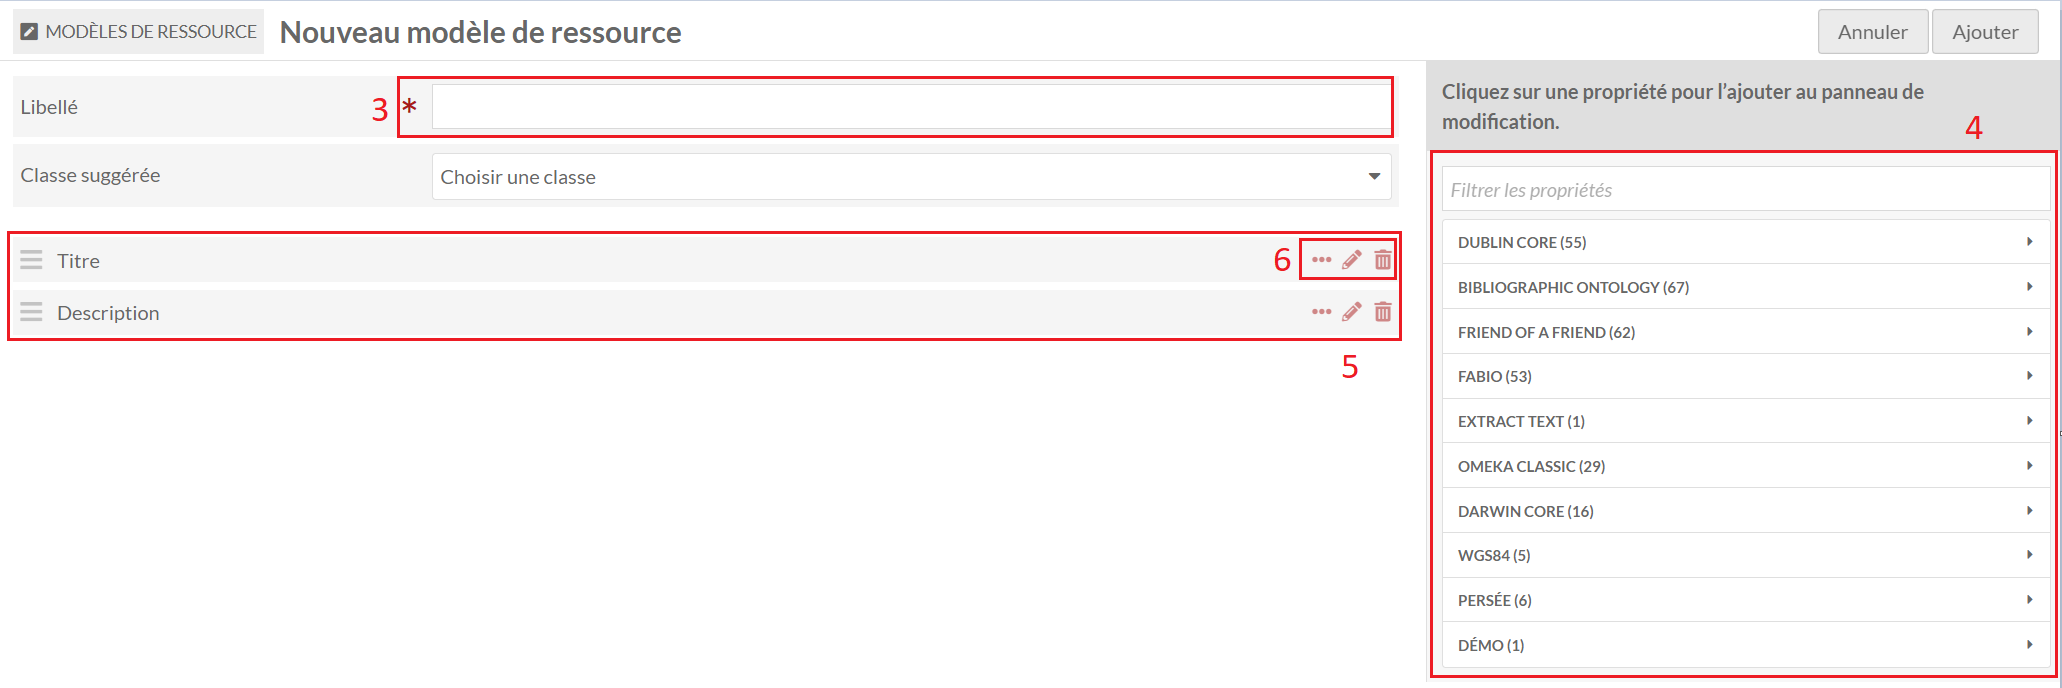 MODÈLES DE RESSOURCE Nouveau modèle de ressource
Annuler Ajouter
Libellé 3 *
Classe suggérée Choisir une classe
Titre 6
Description
5
Cliquez sur une propriété pour l’ajouter au panneau de
modification.
4
Filtrer les propriétés
DUBLIN CORE (55)
BIBLIOGRAPHIC ONTOLOGY (67)
FRIEND OF A FRIEND (62)
FABIO (53)
EXTRACT TEXT (1)
OMEKA CLASSIC (29)
DARWIN CORE (16)
WGS84 (5)
PERSÉE (6)
DÉMO (1)